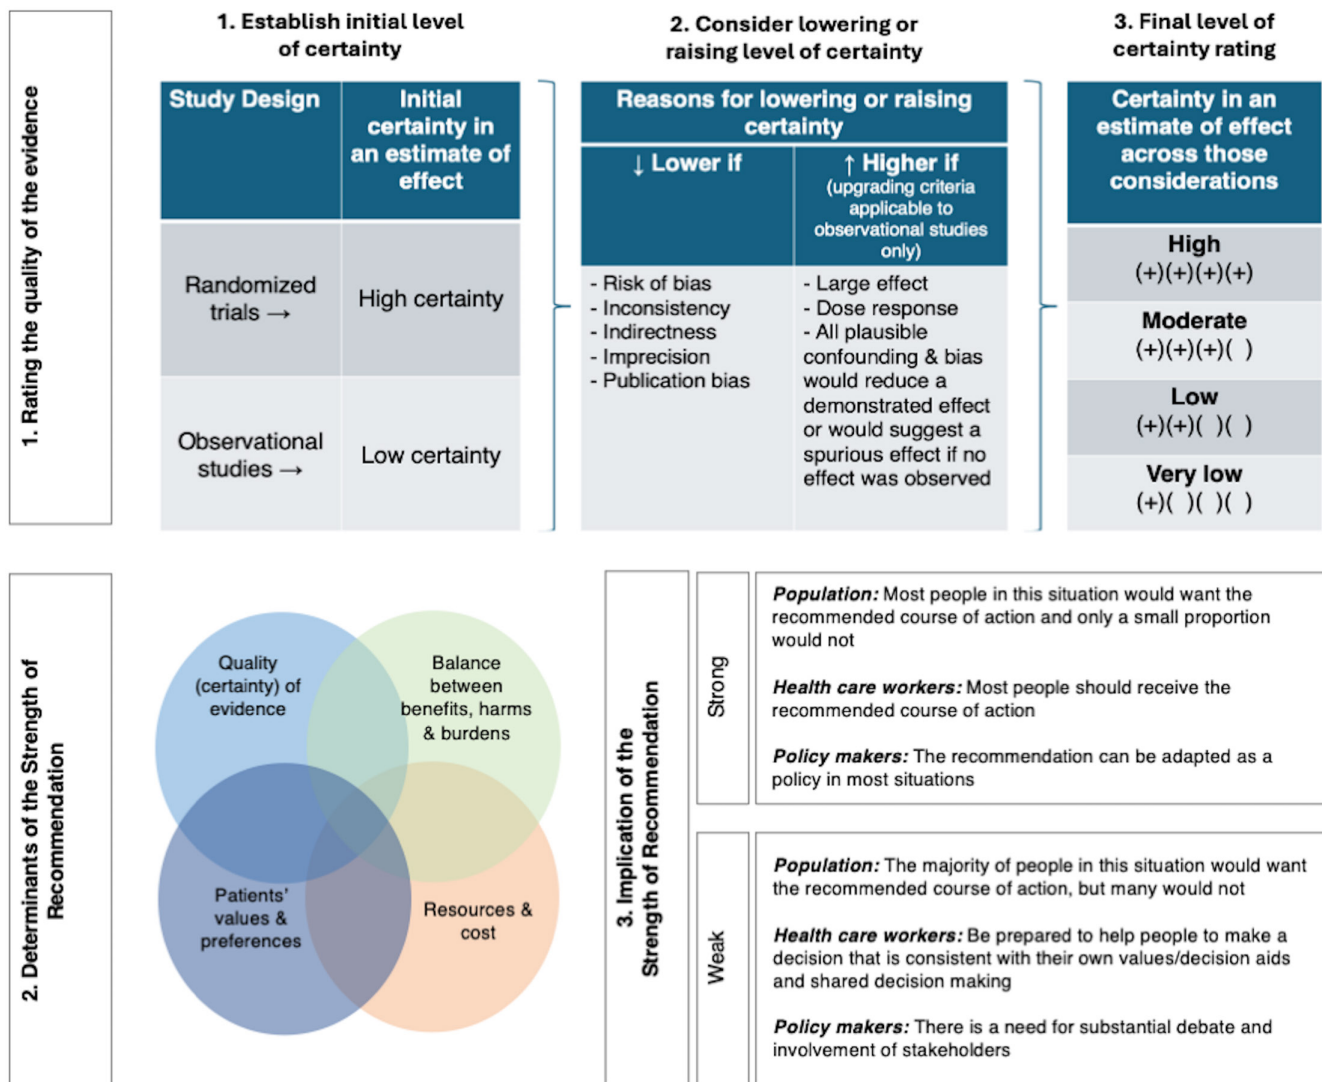 1. Rating the quality of the evidence
1. Establish initial level
of certainty
Study Design
Initial
certainty in
an estimate of
effect
Randomized
trials →
High certainty
Observational
studies →
Low certainty
2. Consider lowering or
raising level of certainty
Reasons for lowering or raising
certainty
↓ Lower if
↑ Higher if
(upgrading criteria
applicable to
observational studies
only)
- Risk of bias
- Inconsistency
- Indirectness
- Imprecision
- Publication bias
- Large effect
- Dose response
- All plausible
confounding & bias
would reduce a
demonstrated effect
or would suggest a
spurious effect if no
effect was observed
3. Final level of
certainty rating
Certainty in an
estimate of effect
across those
considerations
High
(+)(+)(+)(+)
Moderate
(+)(+)(+)( )
Low
(+)(+)( )( )
Very low
(+)( )( )( )
2. Determinants of the Strength of
Recommendation
Quality
(certainty) of
evidence
Balance
between
benefits, harms
& burdens
Patients'
values &
preferences
Resources &
cost
3. Implication of the
Strength of Recommendation
Strong
Population: Most people in this situation would want the
recommended course of action and only a small proportion
would not
Health care workers: Most people should receive the
recommended course of action
Policy makers: The recommendation can be adapted as a
policy in most situations
Weak
Population: The majority of people in this situation would want
the recommended course of action, but many would not
Health care workers: Be prepared to help people to make a
decision that is consistent with their own values/decision aids
and shared decision making
Policy makers: There is a need for substantial debate and
involvement of stakeholders